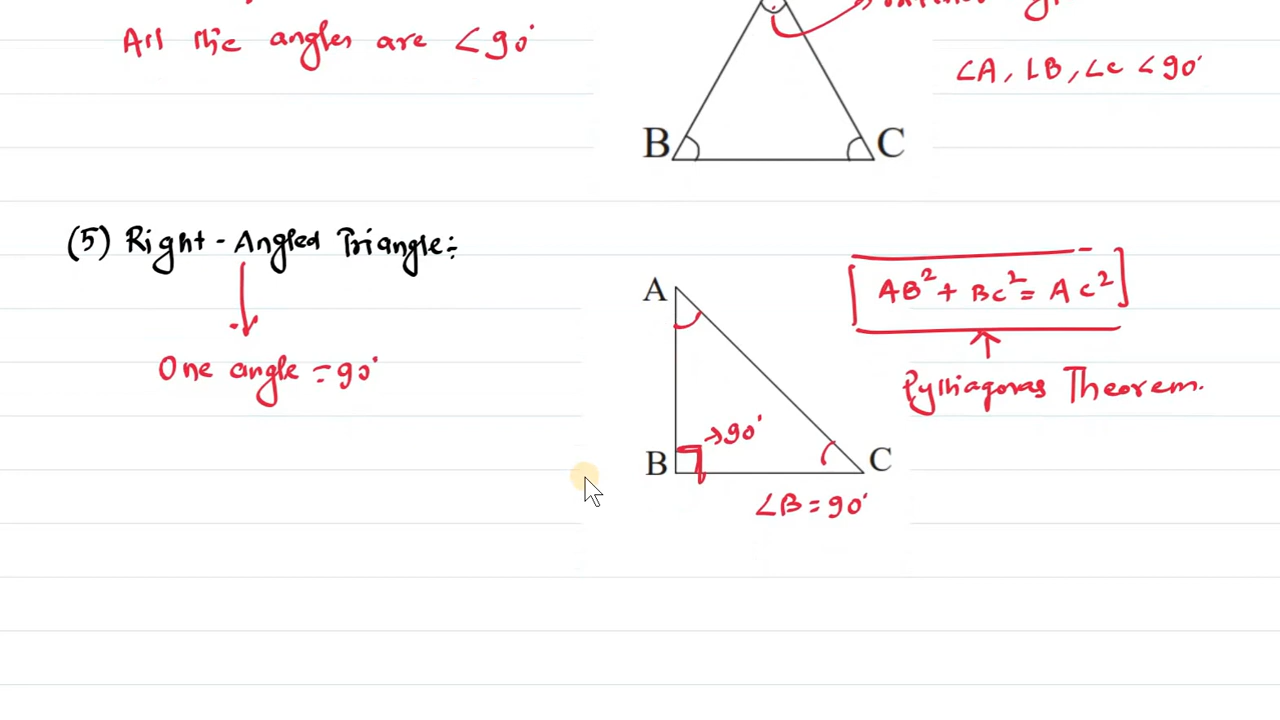 All the angles are ∠90°
∠A, ∠B, ∠C < 90°
B
C
(5) Right-Angled Triangle:-
One angle = 90°
A
B
C
→90°
∠B = 90°
AB² + BC² = AC²
Pythagoras Theorem.